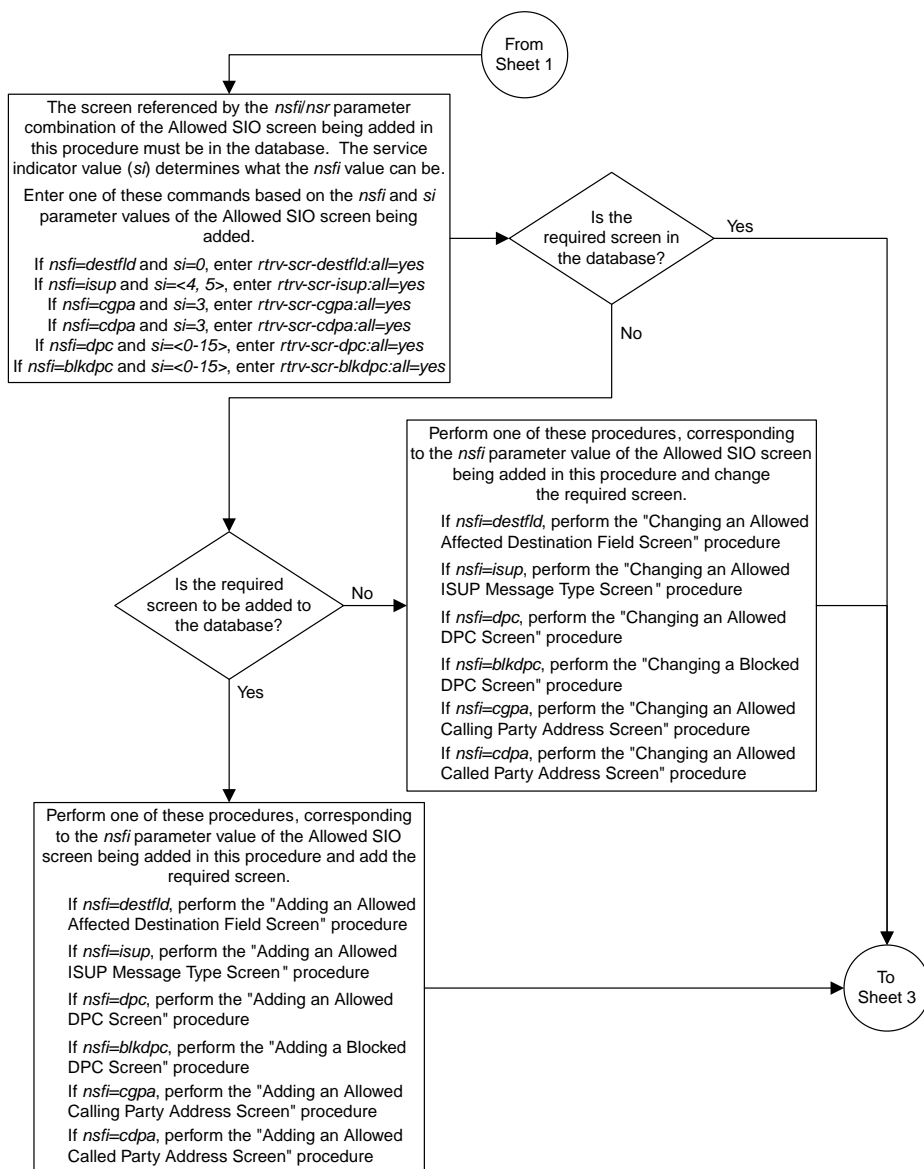 From
Sheet 1
The screen referenced by the nsfi/nsr parameter
combination of the Allowed SIO screen being added in
this procedure must be in the database.  The service
indicator value (si) determines what the nsfi value can be.
Enter one of these commands based on the nsfi and si
parameter values of the Allowed SIO screen being
added.
If nsfi=destfld and si=0, enter rtrv-scr-destfld:all=yes
If nsfi=isup and si=<4, 5>, enter rtrv-scr-isup:all=yes
If nsfi=cgpa and si=3, enter rtrv-scr-cgpa:all=yes
If nsfi=cdpa and si=3, enter rtrv-scr-cdpa:all=yes
If nsfi=dpc and si=<0-15>, enter rtrv-scr-dpc:all=yes
If nsfi=blkdpc and si=<0-15>, enter rtrv-scr-blkdpc:all=yes
Is the
required screen in
the database?
Yes
No
Perform one of these procedures, corresponding
to the nsfi parameter value of the Allowed SIO screen
being added in this procedure and change
the required screen.
If nsfi=destfld, perform the "Changing an Allowed
Affected Destination Field Screen" procedure
If nsfi=isup, perform the "Changing an Allowed
ISUP Message Type Screen" procedure
If nsfi=dpc, perform the "Changing an Allowed
DPC Screen" procedure
If nsfi=blkdpc, perform the "Changing a Blocked
DPC Screen" procedure
If nsfi=cgpa, perform the "Changing an Allowed
Calling Party Address Screen" procedure
If nsfi=cdpa, perform the "Changing an Allowed
Called Party Address Screen" procedure
Is the required
screen to be added to
the database?
No
Yes
Perform one of these procedures, corresponding
to the nsfi parameter value of the Allowed SIO
screen being added in this procedure and add the
required screen.
If nsfi=destfld, perform the "Adding an Allowed
Affected Destination Field Screen" procedure
If nsfi=isup, perform the "Adding an Allowed
ISUP Message Type Screen" procedure
If nsfi=dpc, perform the "Adding an Allowed
DPC Screen" procedure
If nsfi=blkdpc, perform the "Adding a Blocked
DPC Screen" procedure
If nsfi=cgpa, perform the "Adding an Allowed
Calling Party Address Screen" procedure
If nsfi=cdpa, perform the "Adding an Allowed
Called Party Address Screen" procedure
To
Sheet 3